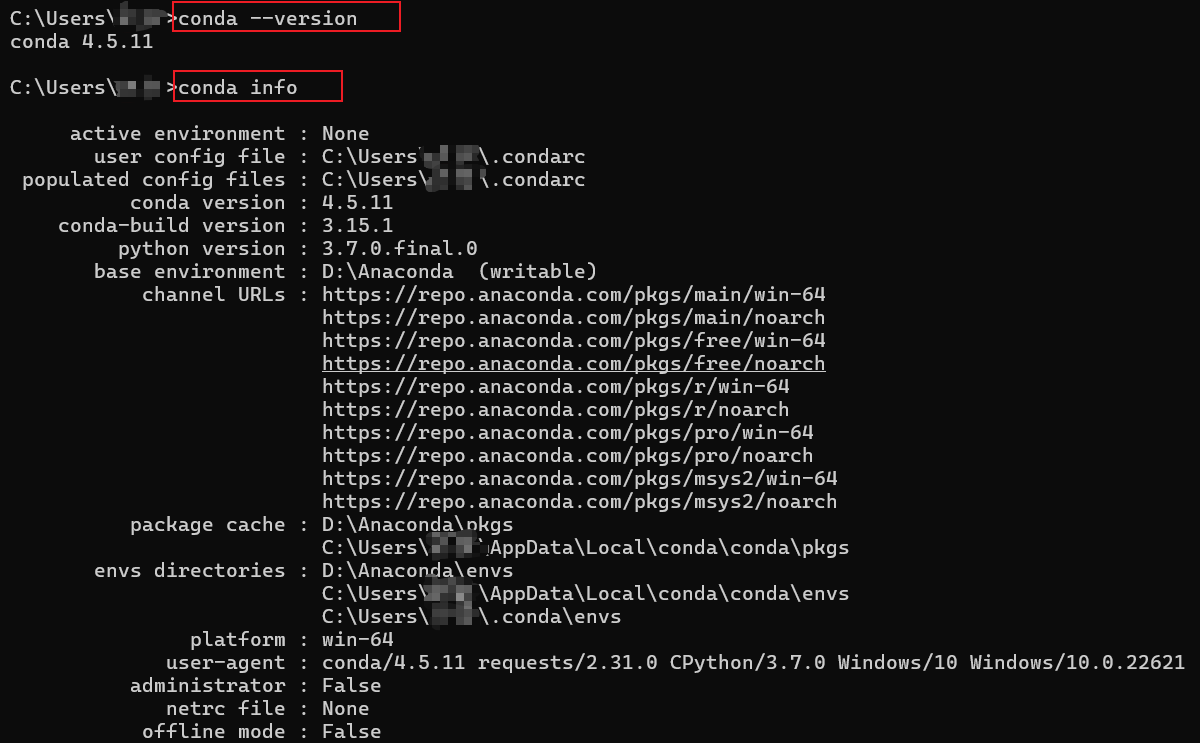 C:\Users\ >conda --version
conda 4.5.11
C:\Users\ >conda info
active environment : None
user config file : C:\Users\ \.condarc
populated config files : C:\Users\ \.condarc
conda version : 4.5.11
conda-build version : 3.15.1
python version : 3.7.0.final.0
base environment : D:\Anaconda  (writable)
channel URLs : https://repo.anaconda.com/pkgs/main/win-64
https://repo.anaconda.com/pkgs/main/noarch
https://repo.anaconda.com/pkgs/free/win-64
https://repo.anaconda.com/pkgs/free/noarch
https://repo.anaconda.com/pkgs/r/win-64
https://repo.anaconda.com/pkgs/r/noarch
https://repo.anaconda.com/pkgs/pro/win-64
https://repo.anaconda.com/pkgs/pro/noarch
https://repo.anaconda.com/pkgs/msys2/win-64
https://repo.anaconda.com/pkgs/msys2/noarch
package cache : D:\Anaconda\pkgs
C:\Users\ AppData\Local\conda\conda\pkgs
envs directories : D:\Anaconda\envs
C:\Users\ \AppData\Local\conda\conda\envs
C:\Users\ \.conda\envs
platform : win-64
user-agent : conda/4.5.11 requests/2.31.0 CPython/3.7.0 Windows/10 Windows/10.0.22621
administrator : False
netrc file : None
offline mode : False